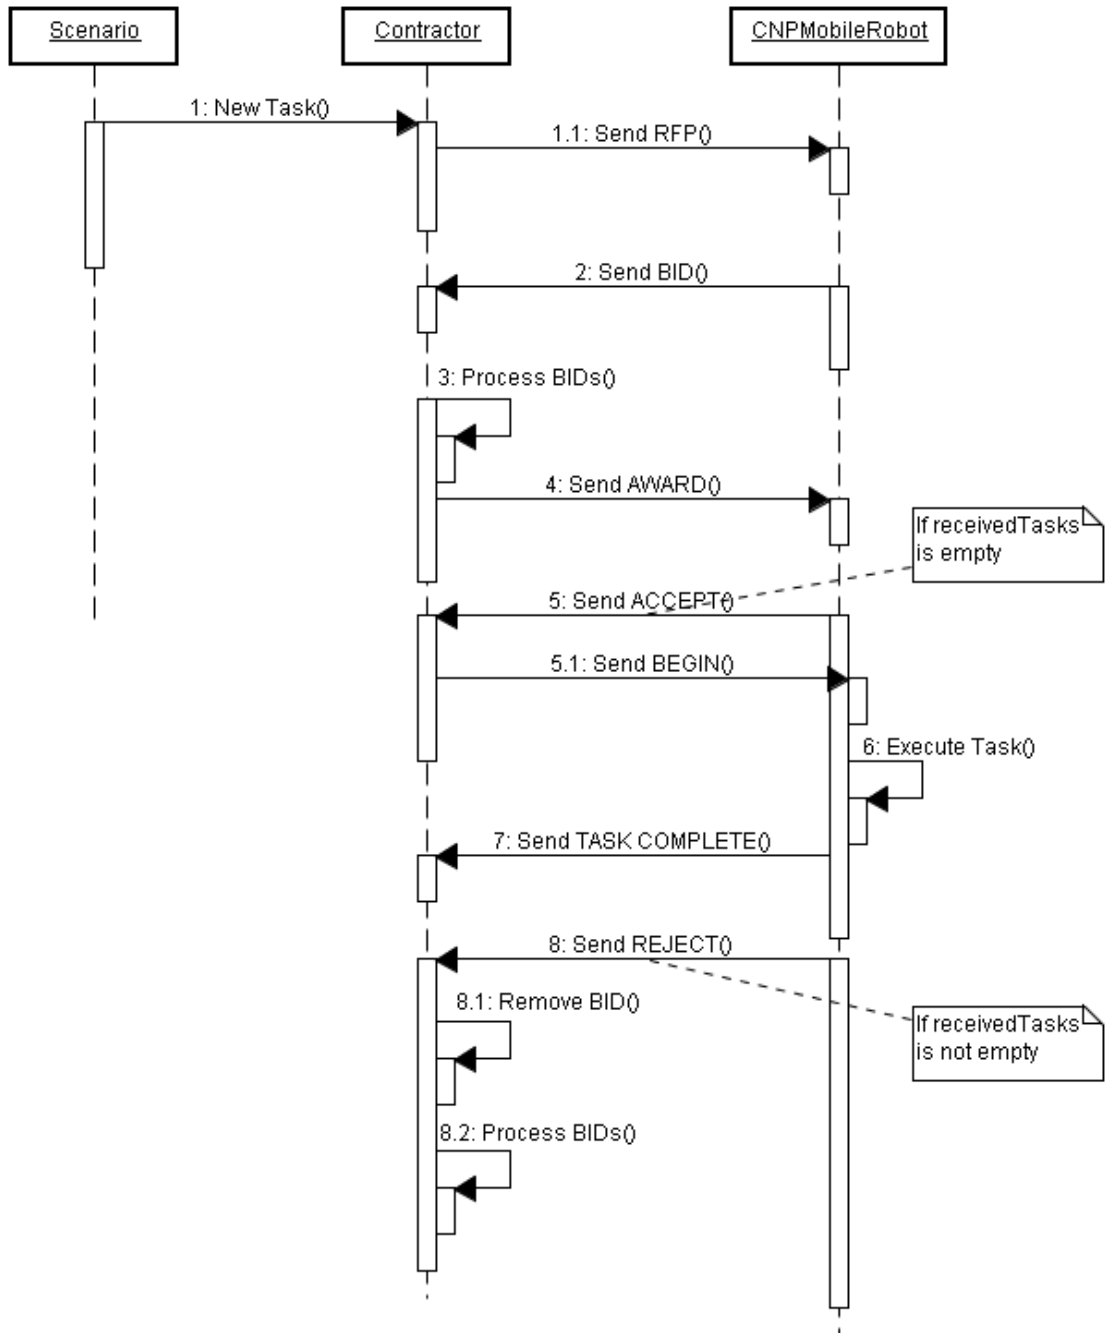 Scenario
Contractor
CNPMobileRobot
1: New Task()
1.1: Send RFP()
2: Send BID()
3: Process BIDs()
4: Send AWARD()
If receivedTasks
is empty
5: Send ACCEPT()
5.1: Send BEGIN()
6: Execute Task()
7: Send TASK COMPLETE()
8: Send REJECT()
8.1: Remove BID()
If receivedTasks
is not empty
8.2: Process BIDs()